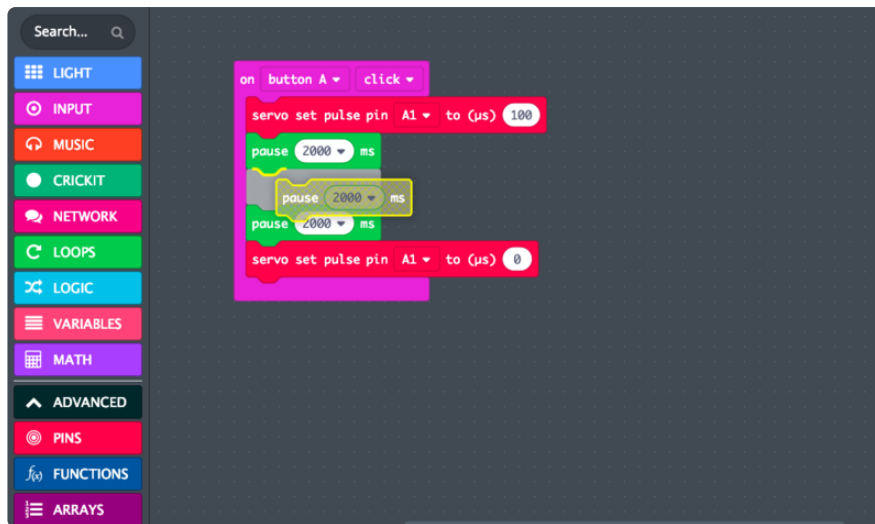 Search...
LIGHT
INPUT
MUSIC
CRICKIT
NETWORK
LOOPS
LOGIC
VARIABLES
MATH
ADVANCED
PINS
f(x) FUNCTIONS
ARRAYS
on button A click
servo set pulse pin A1 to (µs) 100
pause 2000 ms
pause 2000 ms
pause 2000 ms
servo set pulse pin A1 to (µs) 0